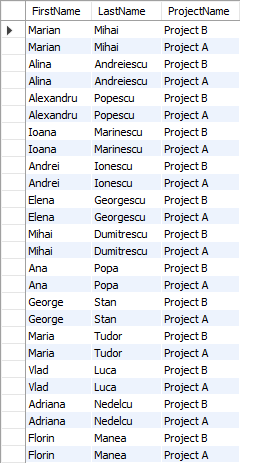 FirstName LastName ProjectName
Marian Mihai Project B
Marian Mihai Project A
Alina Andreiescu Project B
Alina Andreiescu Project A
Alexandru Popescu Project B
Alexandru Popescu Project A
Ioana Marinescu Project B
Ioana Marinescu Project A
Andrei Ionescu Project B
Andrei Ionescu Project A
Elena Georgescu Project B
Elena Georgescu Project A
Mihai Dumitrescu Project B
Mihai Dumitrescu Project A
Ana Popa Project B
Ana Popa Project A
George Stan Project B
George Stan Project A
Maria Tudor Project B
Maria Tudor Project A
Vlad Luca Project B
Vlad Luca Project A
Adriana Nedelcu Project B
Adriana Nedelcu Project A
Florin Manea Project B
Florin Manea Project A